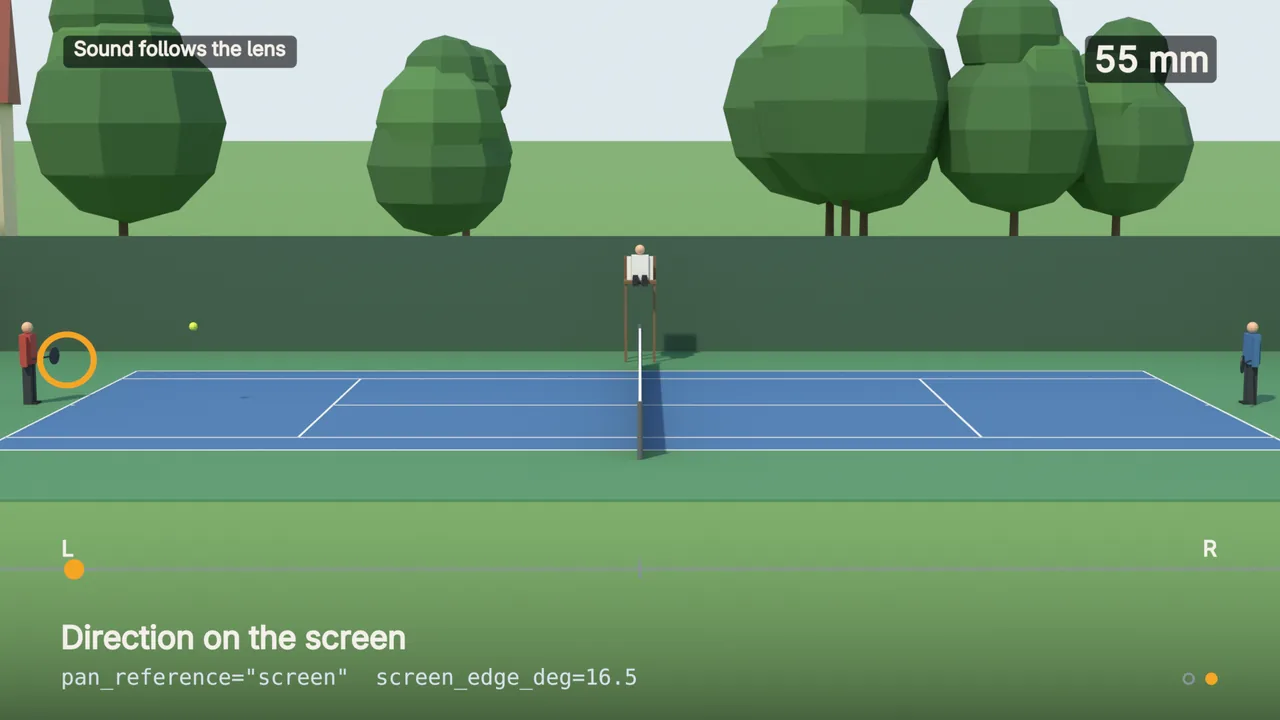 Sound follows the lens
55 mm
L
R
Direction on the screen
pan_reference="screen"  screen_edge_deg=16.5